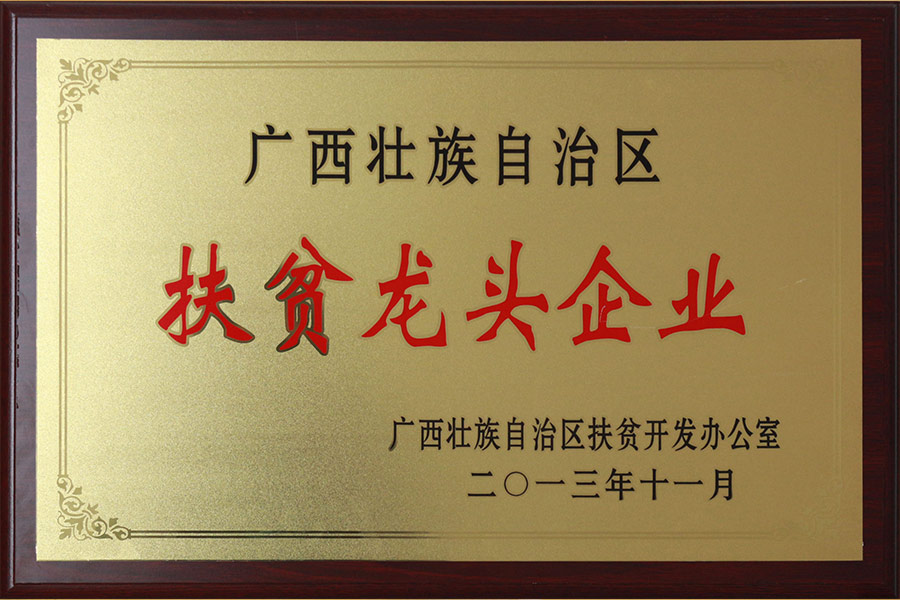 广西壮族自治区
扶贫龙头企业
广西壮族自治区扶贫开发办公室
二〇一三年十一月